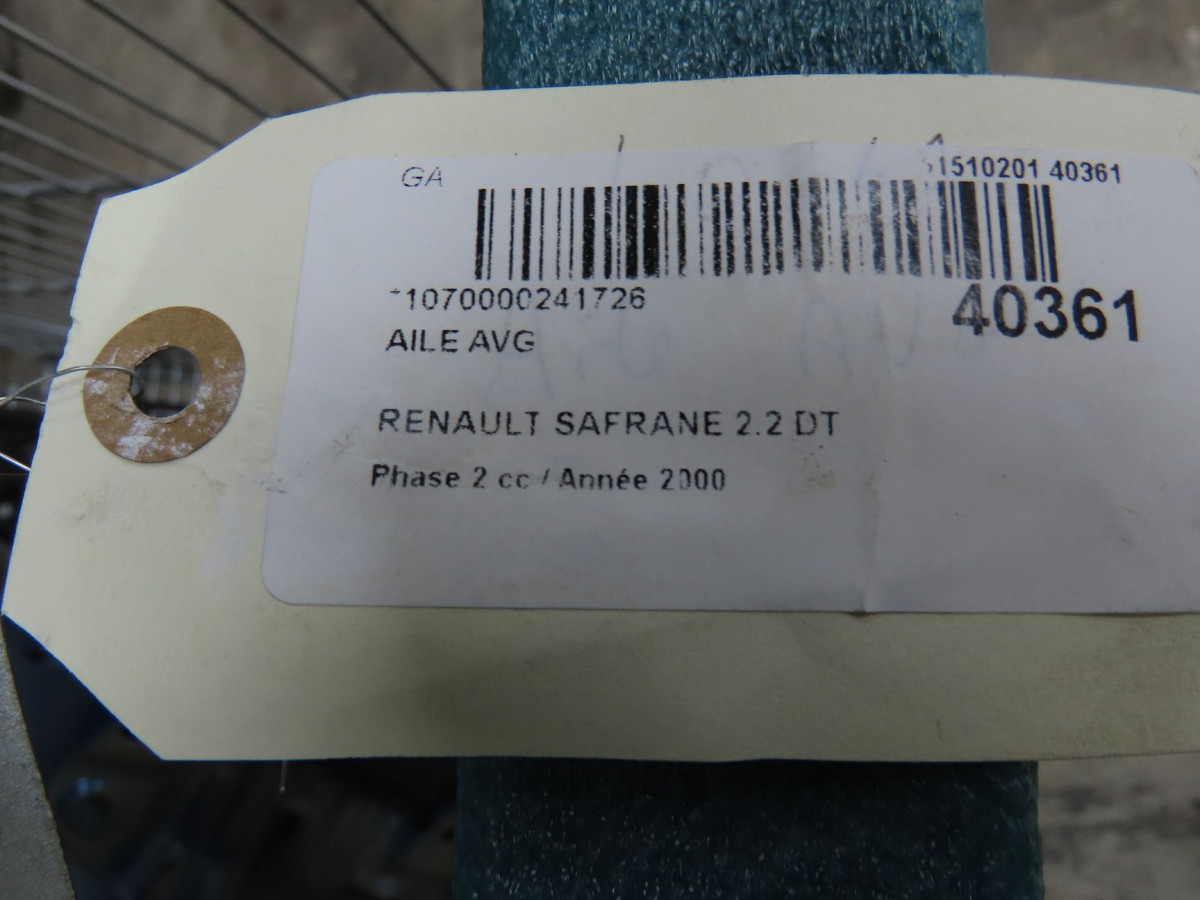 GA 1510201 40361
*1070000241726
40361
AILE AVG
RENAULT SAFRANE 2.2 DT
Phase 2 cc / Année 2000